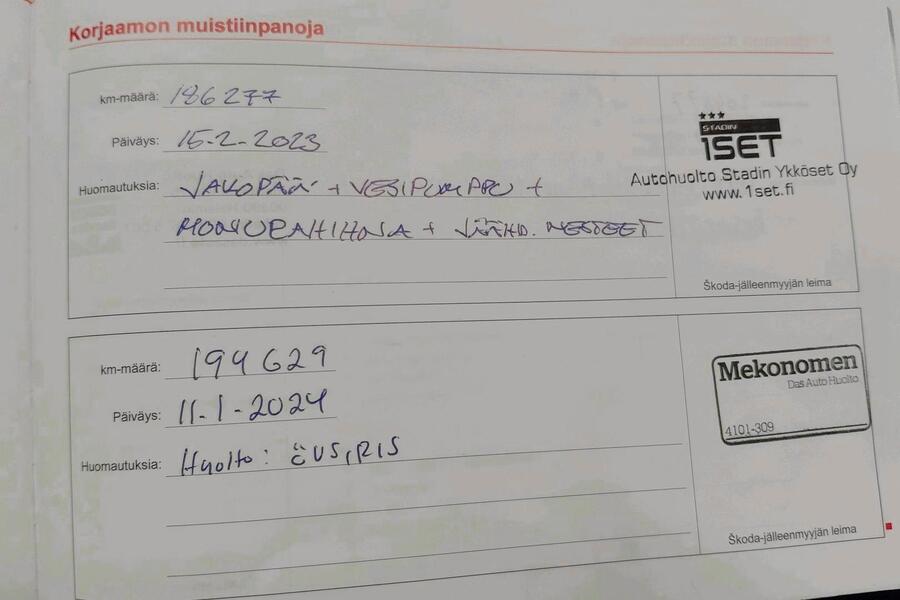 Korjaamon muistiinpanoja
km-määrä: 186277
Päiväys: 15-2-2023
Huomautuksia: JAKOPÄÄ + VESIPUMPPU +
MONIURAHIHNA + JÄÄHD. NESTEET
★★★
STADIN
1SET
Autohuolto Stadin Ykköset Oy
www.1set.fi
Škoda-jälleenmyyjän leima
km-määrä: 194629
Päiväys: 11-1-2024
Huomautuksia: Huolto:
Mekonomen
Das Auto Huolto
4101-309
Škoda-jälleenmyyjän leima